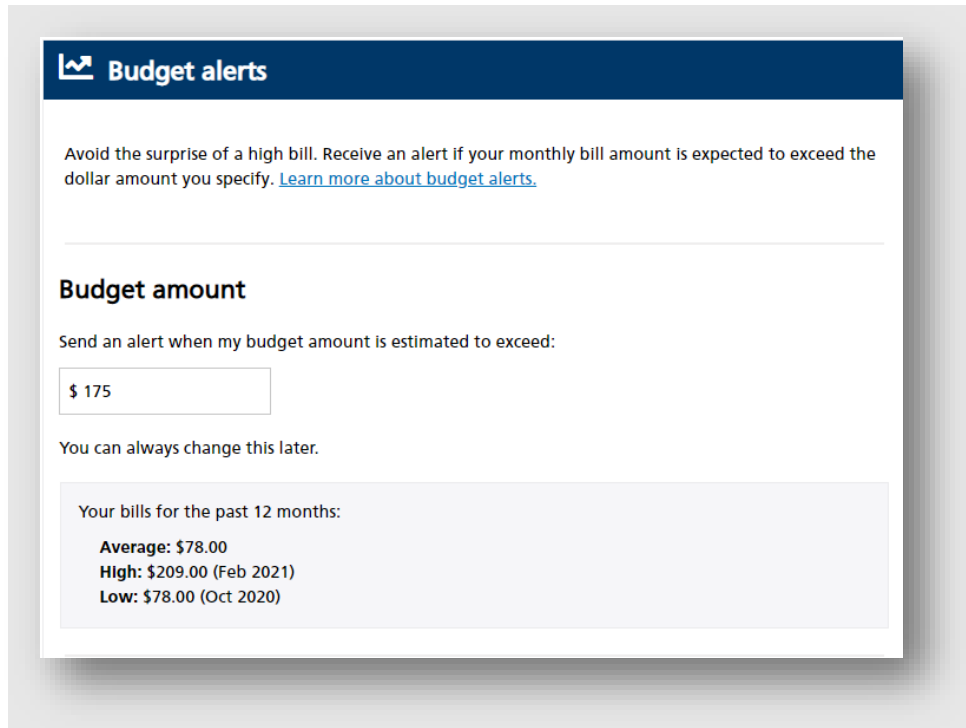 Budget alerts
Avoid the surprise of a high bill. Receive an alert if your monthly bill amount is expected to exceed the
dollar amount you specify. Learn more about budget alerts.
Budget amount
Send an alert when my budget amount is estimated to exceed:
$ 175
You can always change this later.
Your bills for the past 12 months:
Average: $78.00
High: $209.00 (Feb 2021)
Low: $78.00 (Oct 2020)